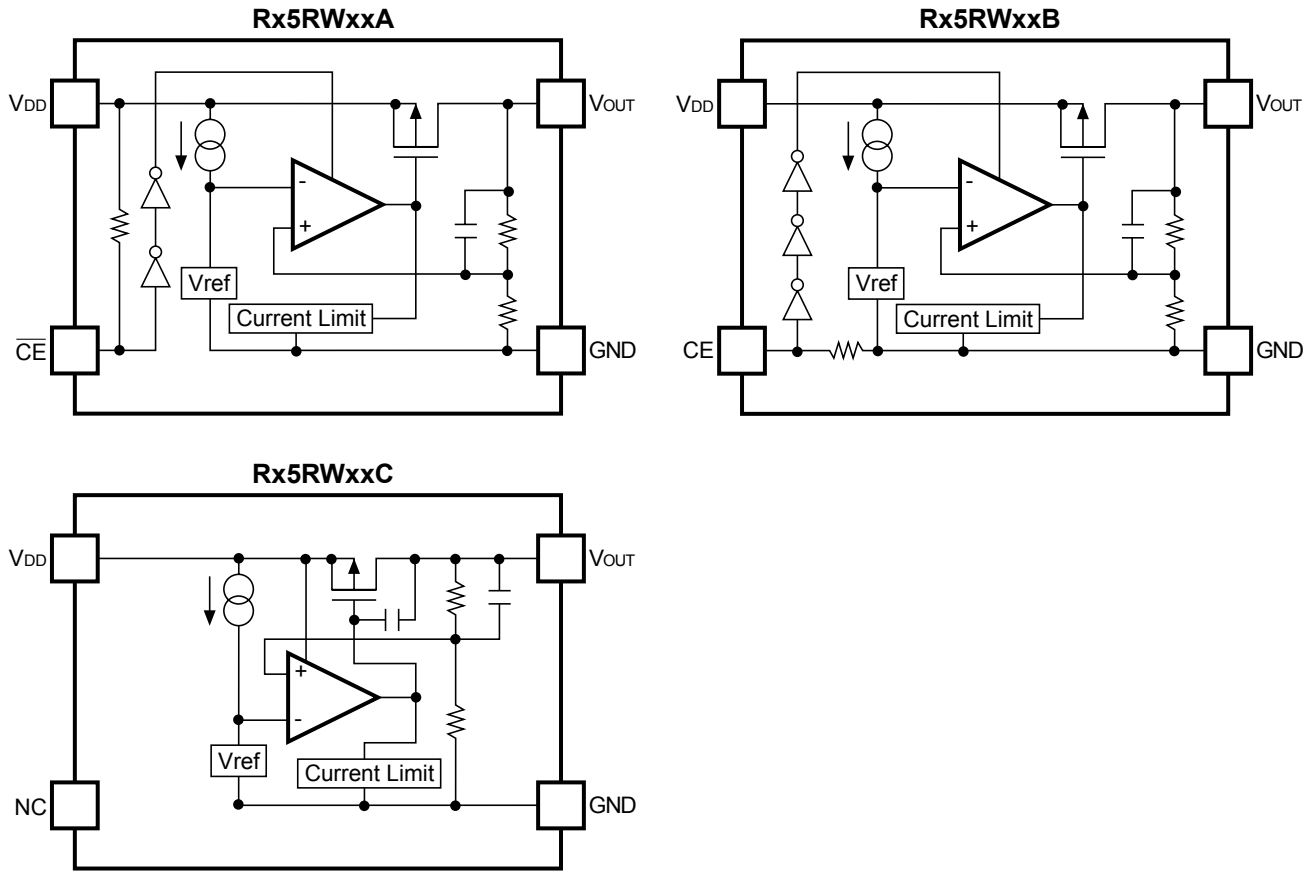 Rx5RWxxA
VDD
VOUT
-
+
Vref
Current Limit
C̅E̅
GND
Rx5RWxxB
VDD
VOUT
-
+
Vref
Current Limit
CE
GND
Rx5RWxxC
VDD
VOUT
+
-
Vref
Current Limit
NC
GND